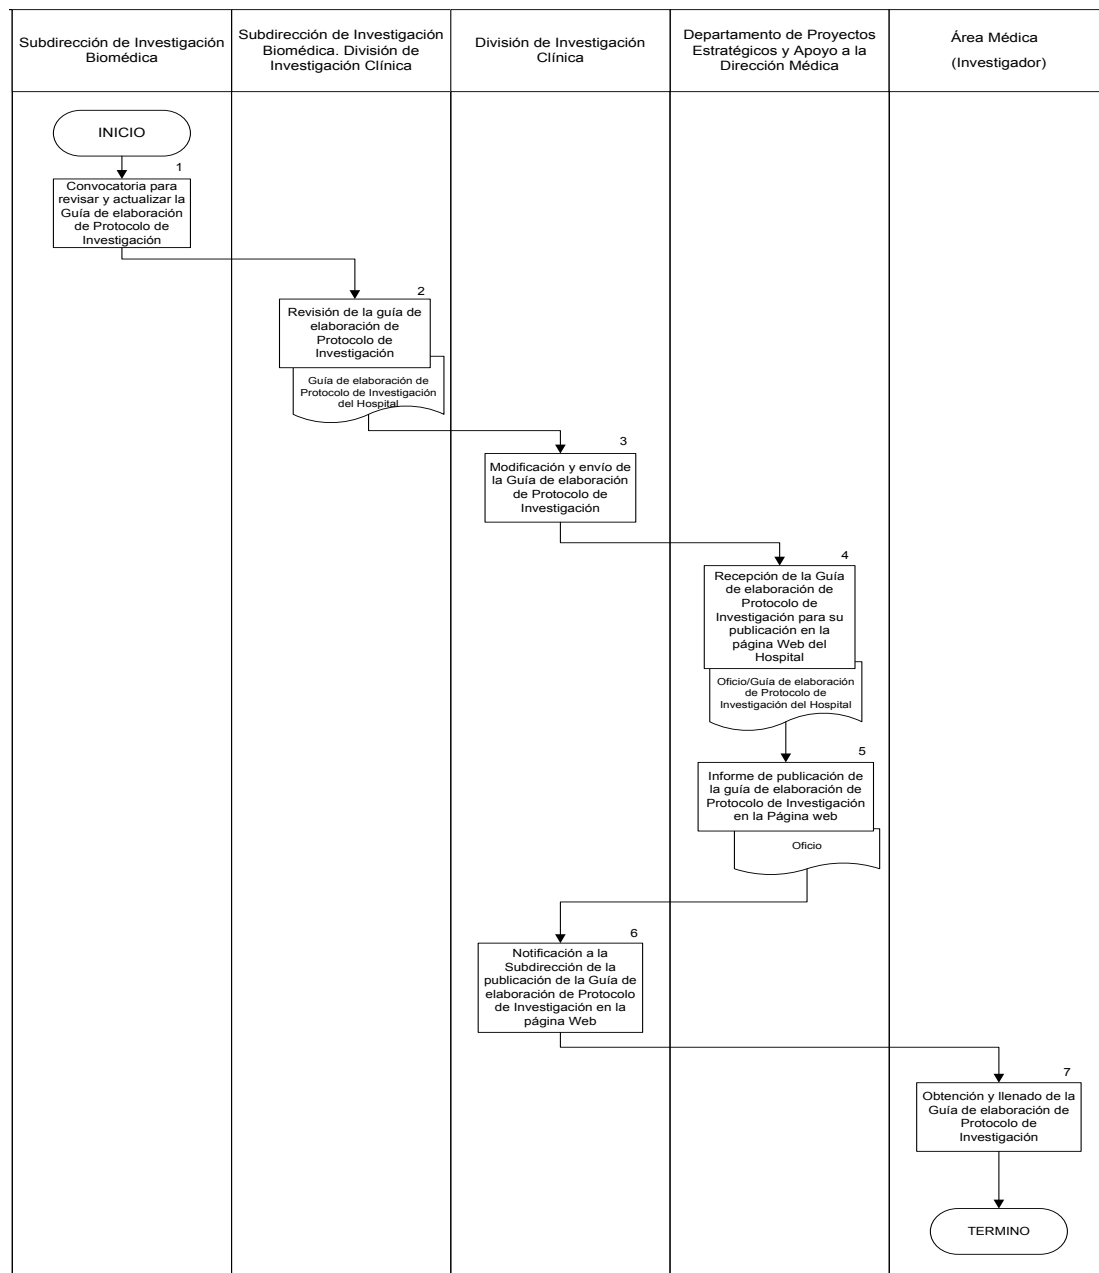 Subdirección de Investigación
Biomédica
Subdirección de Investigación
Biomédica. División de
Investigación Clínica
División de Investigación
Clínica
Departamento de Proyectos
Estratégicos y Apoyo a la
Dirección Médica
Área Médica
(Investigador)
INICIO
1
Convocatoria para
revisar y actualizar la
Guía de elaboración
de Protocolo de
Investigación
2
Revisión de la guía de
elaboración de
Protocolo de
Investigación
Guía de elaboración de
Protocolo de Investigación
del Hospital
3
Modificación y envío de
la Guía de elaboración
de Protocolo de
Investigación
4
Recepción de la Guía
de elaboración de
Protocolo de
Investigación para su
publicación en la
página Web del
Hospital
Oficio/Guía de elaboración
de Protocolo de
Investigación del Hospital
5
Informe de publicación de
la guía de elaboración de
Protocolo de Investigación
en la Página web
Oficio
6
Notificación a la
Subdirección de la
publicación de la Guía de
elaboración de Protocolo
de Investigación en la
página Web
7
Obtención y llenado de la
Guía de elaboración de
Protocolo de
Investigación
TERMINO